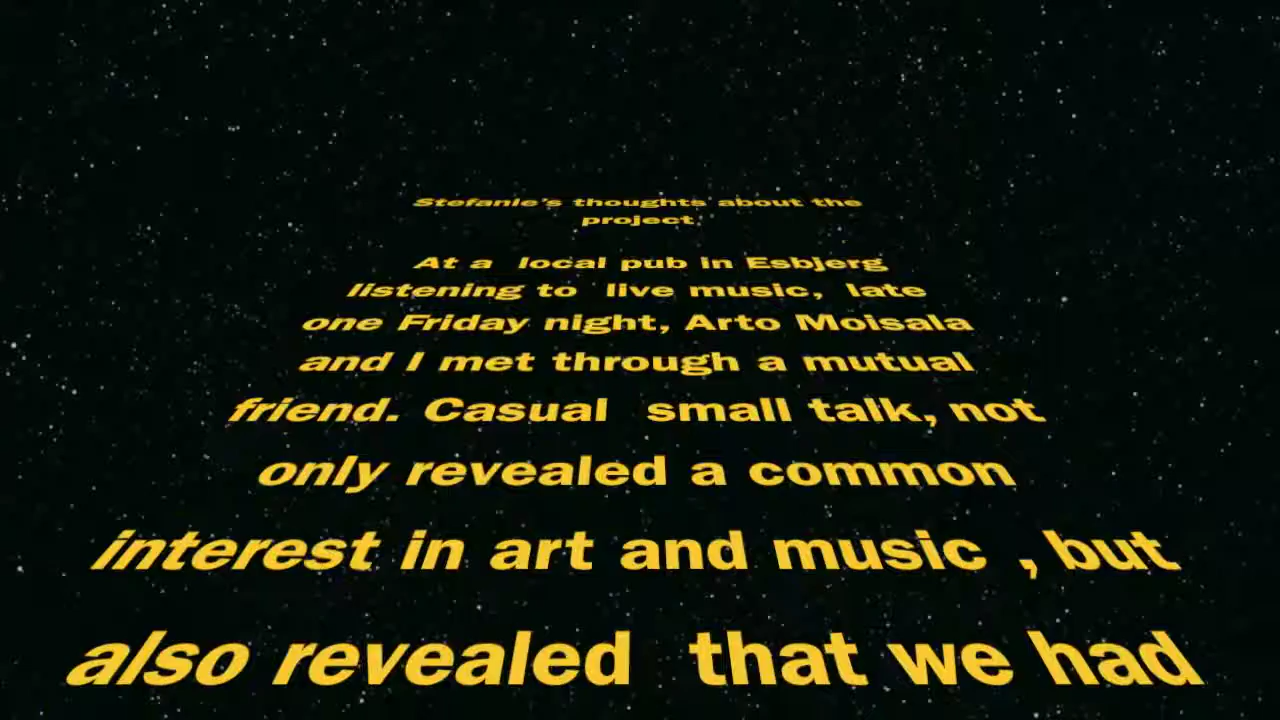 Stefanie's thoughts about the
project
At a local pub in Esbjerg
listening to live music, late
one Friday night, Arto Moisala
and I met through a mutual
friend. Casual small talk, not
only revealed a common
interest in art and music , but
also revealed that we had